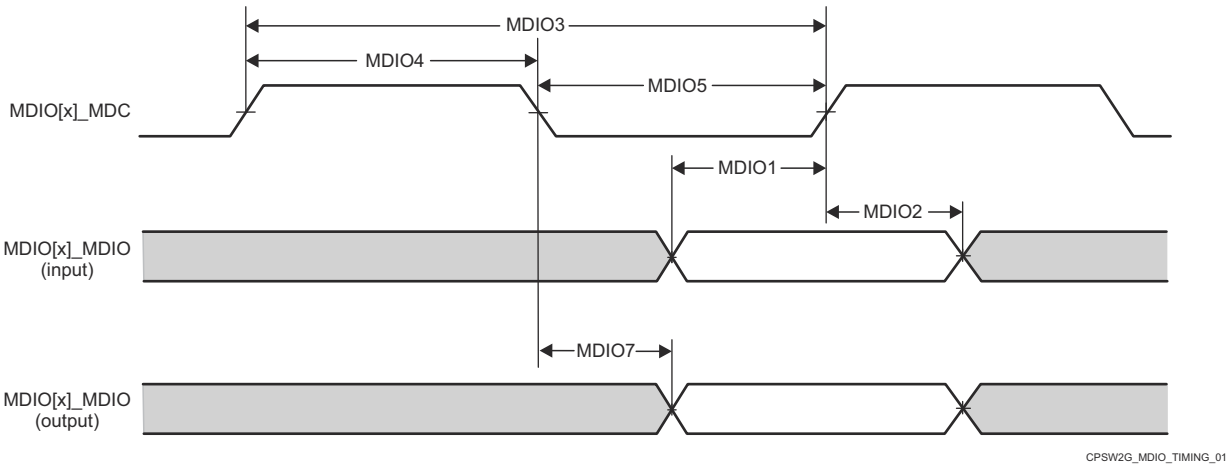 MDIO3
MDIO4
MDIO5
MDIO[x]_MDC
MDIO1
MDIO2
MDIO[x]_MDIO
(input)
MDIO7
MDIO[x]_MDIO
(output)
CPSW2G_MDIO_TIMING_01